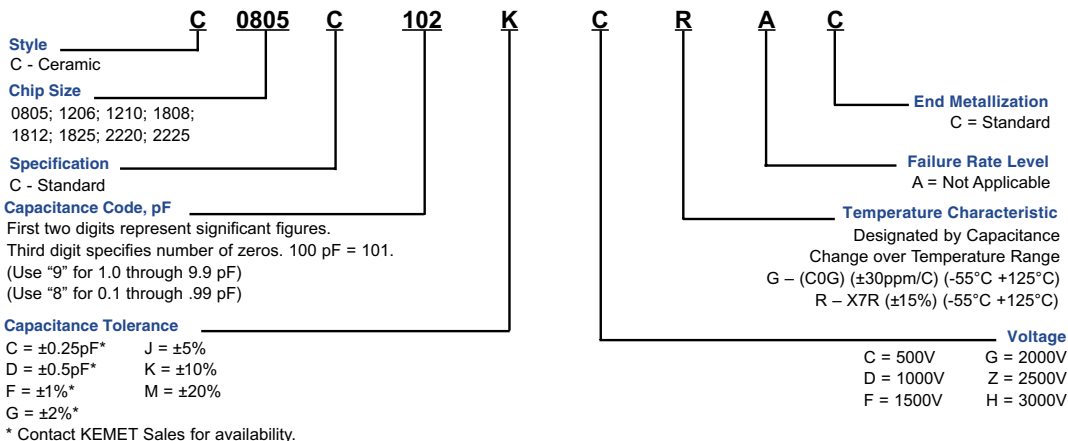 C 0805 C 102 K C R A C
Style
C - Ceramic
Chip Size
0805; 1206; 1210; 1808;
1812; 1825; 2220; 2225
Specification
C - Standard
Capacitance Code, pF
First two digits represent significant figures.
Third digit specifies number of zeros. 100 pF = 101.
(Use “9” for 1.0 through 9.9 pF)
(Use “8” for 0.1 through .99 pF)
Capacitance Tolerance
C = ±0.25pF* J = ±5%
D = ±0.5pF* K = ±10%
F = ±1%* M = ±20%
G = ±2%*
* Contact KEMET Sales for availability.
End Metallization
C = Standard
Failure Rate Level
A = Not Applicable
Temperature Characteristic
Designated by Capacitance
Change over Temperature Range
G – (C0G) (±30ppm/C) (-55°C +125°C)
R – X7R (±15%) (-55°C +125°C)
Voltage
C = 500V G = 2000V
D = 1000V Z = 2500V
F = 1500V H = 3000V